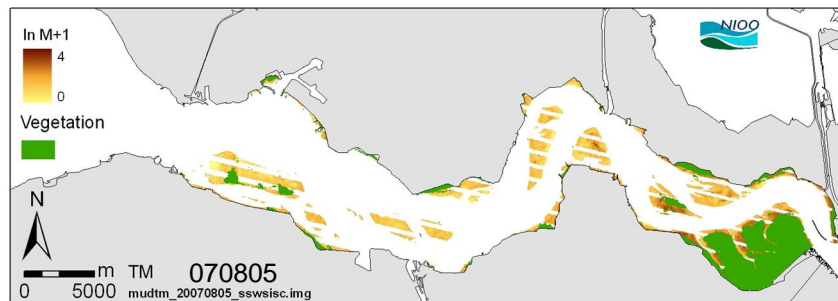 ln M+1
4
0
Vegetation
N
m
0 5000
TM 070805
mudtm_20070805_sswsisc.img
NIOO